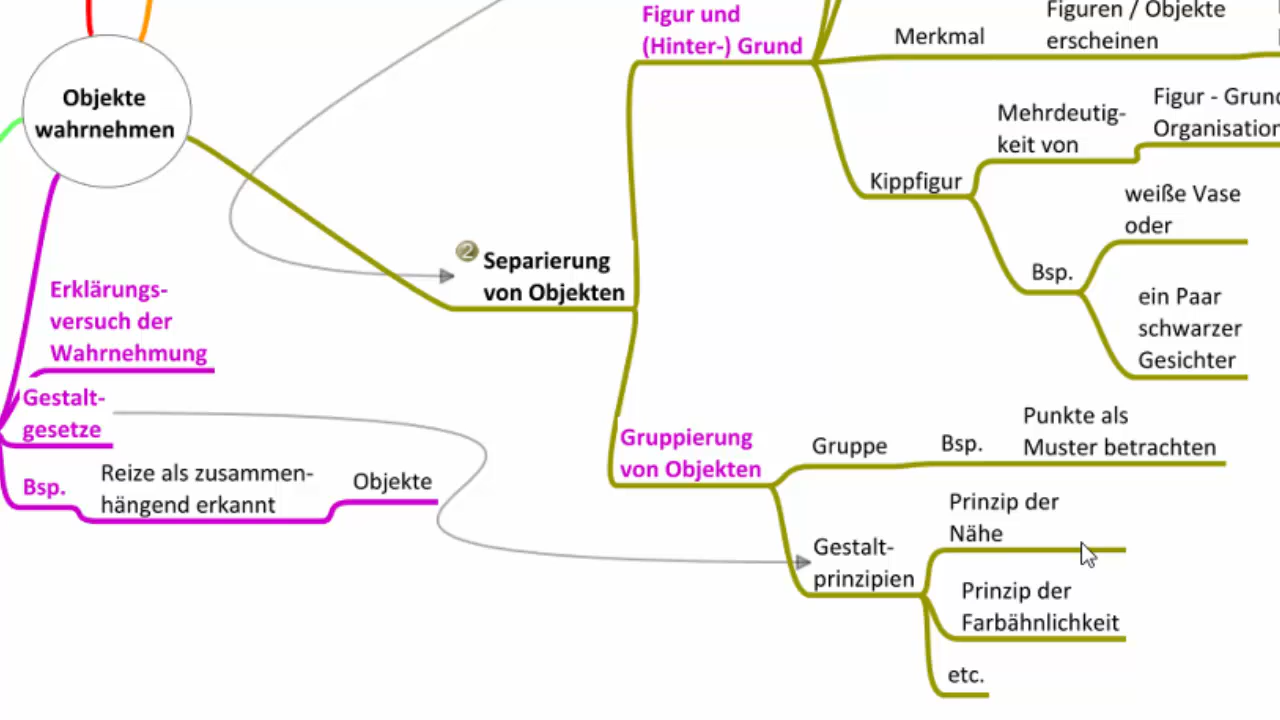 Objekte
wahrnehmen
Separierung
von Objekten
Figur und
(Hinter-) Grund
Merkmal
Figuren / Objekte
erscheinen
Kippfigur
Mehrdeutig-
keit von
Figur - Grund
Organisation
Bsp.
weiße Vase
oder
ein Paar
schwarzer
Gesichter
Gruppierung
von Objekten
Gruppe
Bsp.
Punkte als
Muster betrachten
Gestalt-
prinzipien
Prinzip der
Nähe
Prinzip der
Farbähnlichkeit
etc.
Erklärungs-
versuch der
Wahrnehmung
Gestalt-
gesetze
Bsp.
Reize als zusammen-
hängend erkannt
Objekte
2